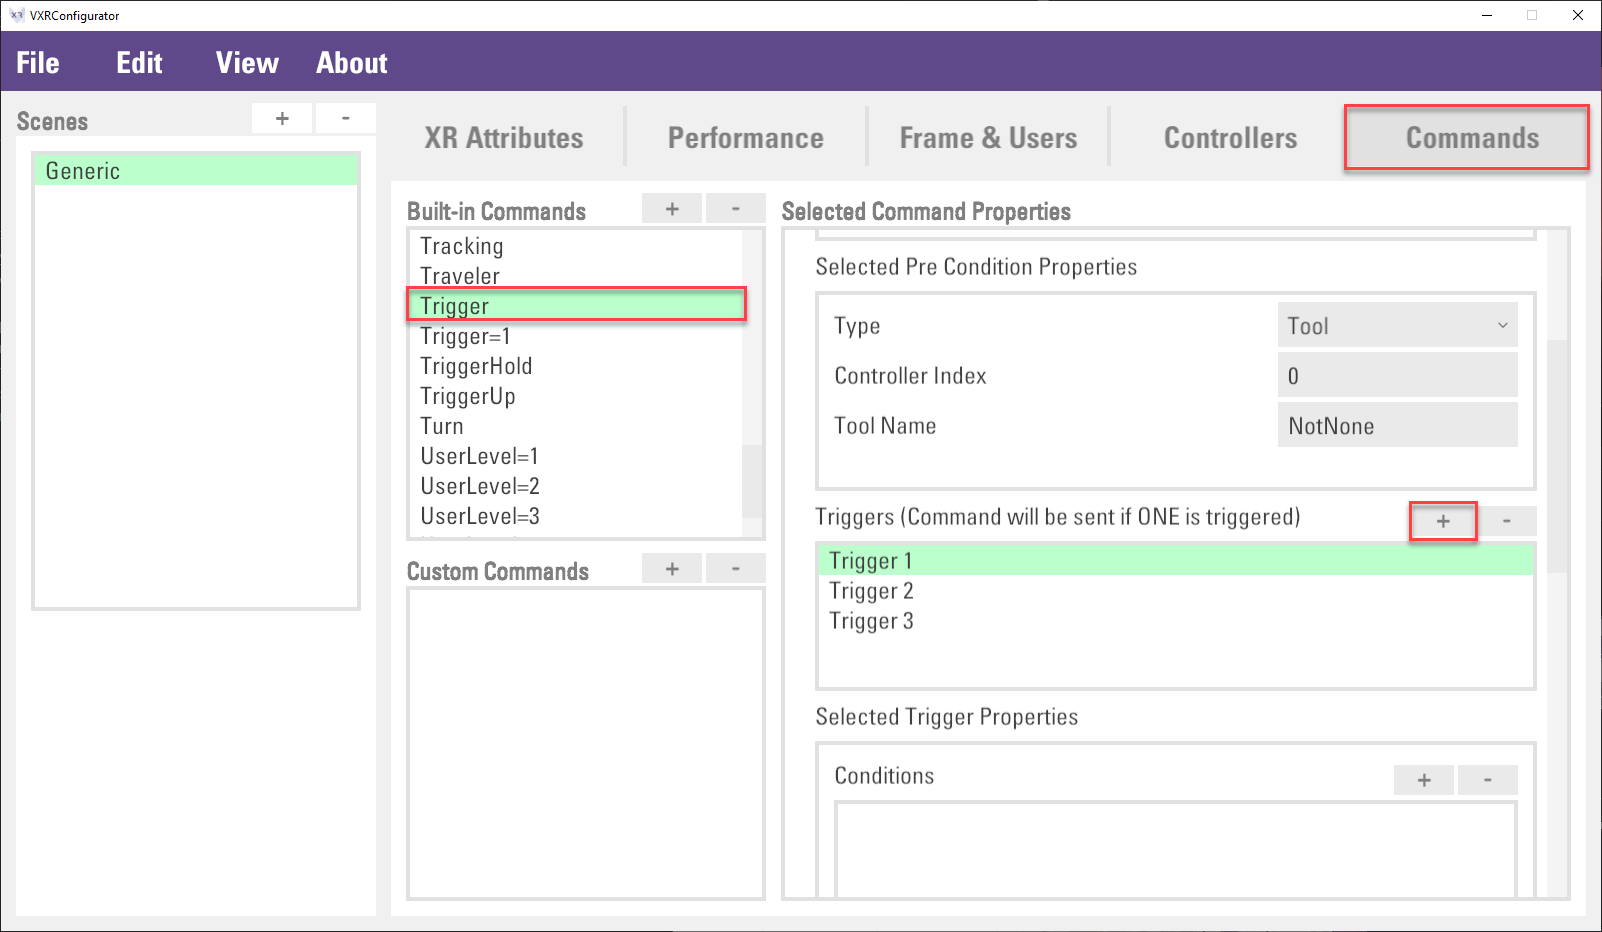 VXRConfigurator
File Edit View About
Scenes + -
Generic
XR Attributes Performance Frame & Users Controllers Commands
Built-in Commands + -
Tracking
Traveler
Trigger
Trigger=1
TriggerHold
TriggerUp
Turn
UserLevel=1
UserLevel=2
UserLevel=3
Custom Commands + -
Selected Command Properties
Selected Pre Condition Properties
Type Tool
Controller Index 0
Tool Name NotNone
Triggers (Command will be sent if ONE is triggered) + -
Trigger 1
Trigger 2
Trigger 3
Selected Trigger Properties
Conditions + -